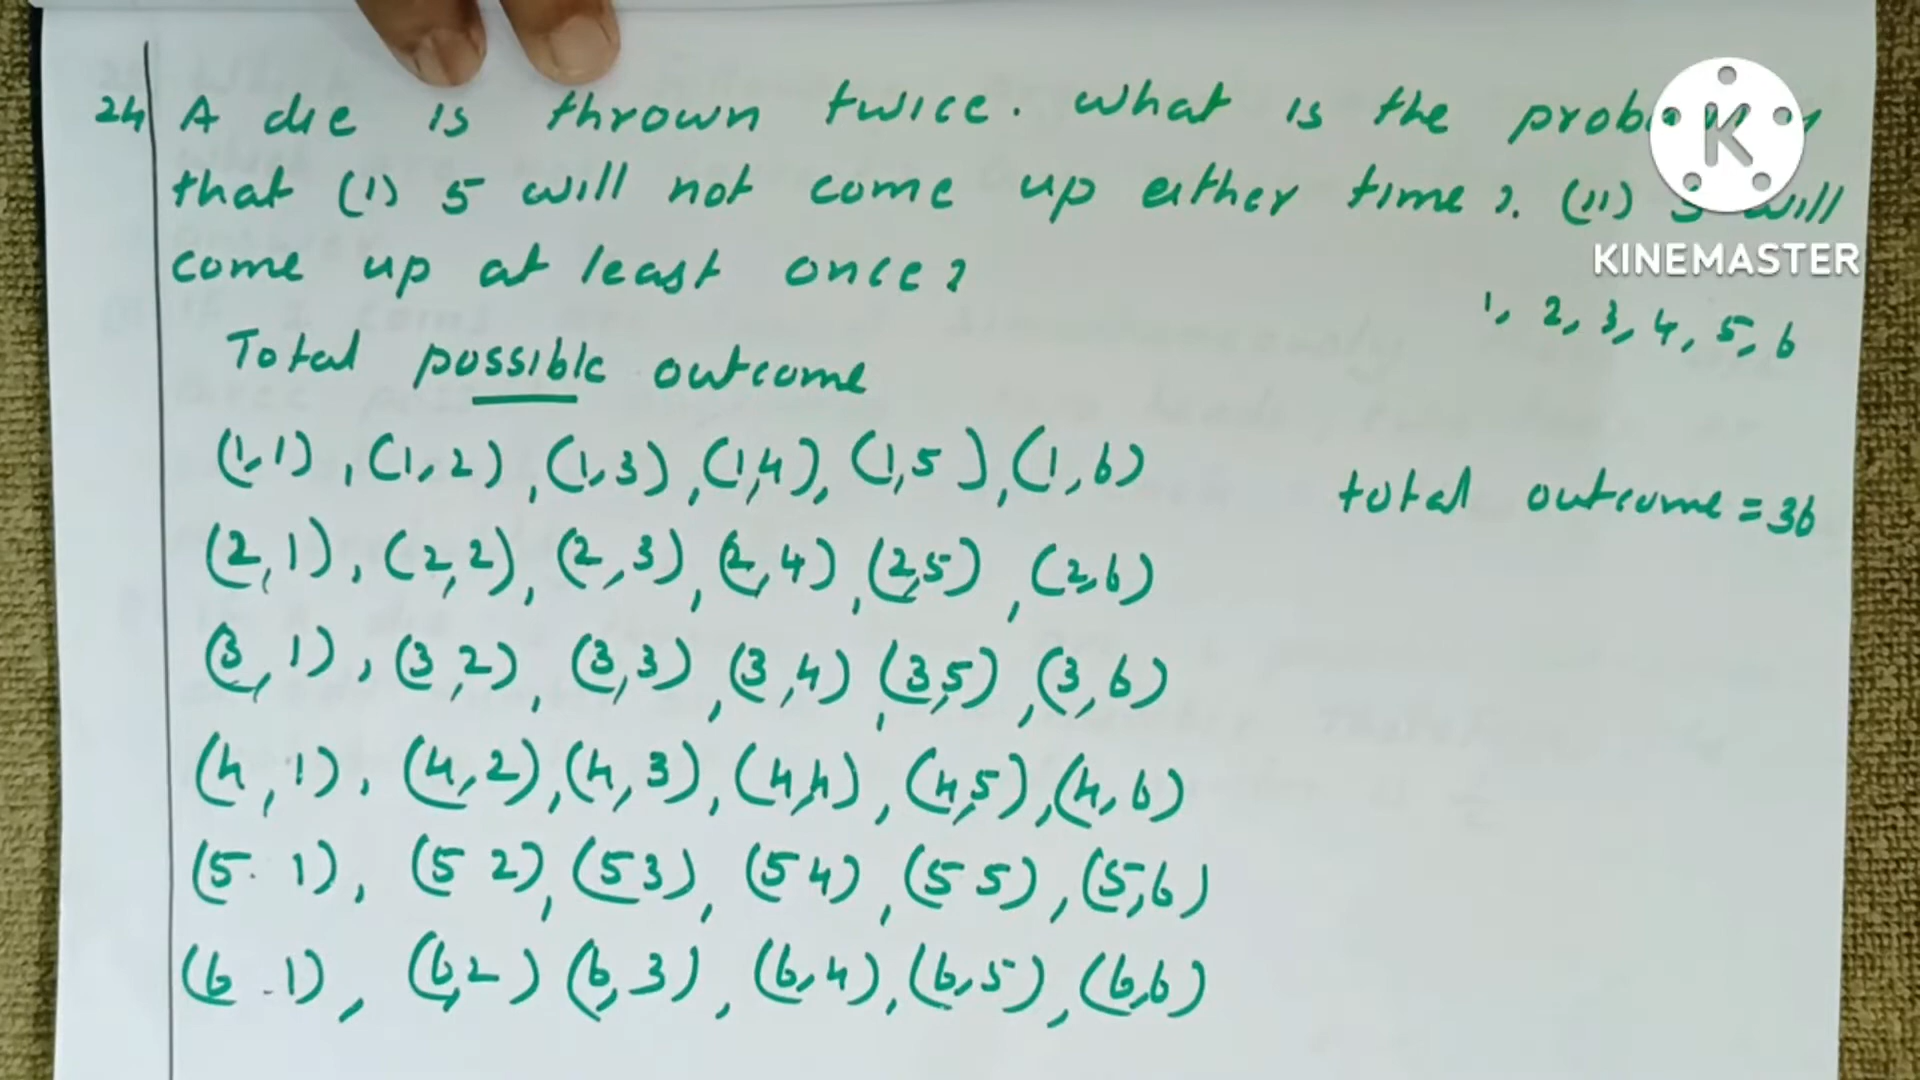 24 A die is thrown twice. What is the
that (i) 5 will not come up either time?. (ii) 5 will
come up at least once?
KINEMASTER
1, 2, 3, 4, 5, 6
Total possible outcome
(1,1), (1,2), (1,3), (1,4), (1,5), (1,6)
total outcome = 36
(2,1), (2,2), (2,3), (2,4), (2,5), (2,6)
(3,1), (3,2), (3,3), (3,4), (3,5), (3,6)
(4,1), (4,2), (4,3), (4,4), (4,5), (4,6)
(5.1), (5 2), (5 3), (5 4), (5 5), (5,6)
(6.1), (6,2) (6,3), (6,4), (6,5), (6,6)